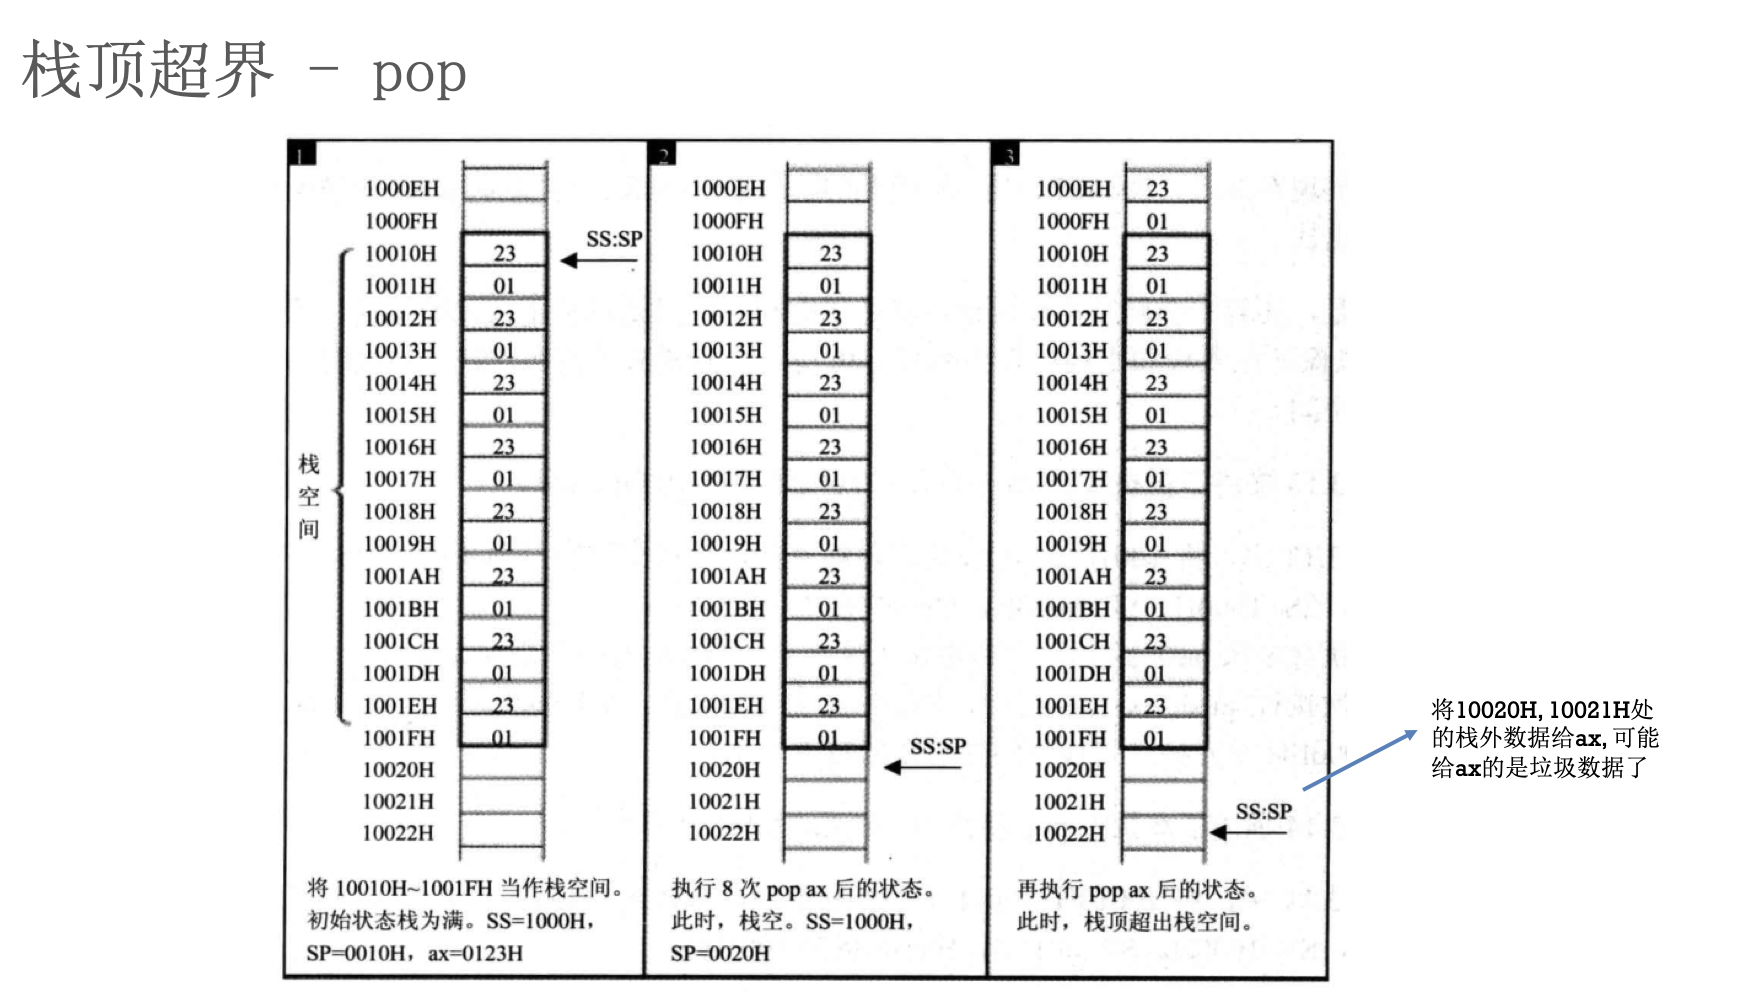 栈顶超界 - pop
1
1000EH
1000FH
10010H 23
SS:SP
10011H 01
10012H 23
10013H 01
10014H 23
10015H 01
10016H 23
10017H 01
10018H 23
10019H 01
1001AH 23
1001BH 01
1001CH 23
1001DH 01
1001EH 23
1001FH 01
10020H
10021H
10022H
栈
空
间
将 10010H~1001FH 当作栈空间。
初始状态栈为满。SS=1000H，
SP=0010H，ax=0123H
2
1000EH
1000FH
10010H 23
10011H 01
10012H 23
10013H 01
10014H 23
10015H 01
10016H 23
10017H 01
10018H 23
10019H 01
1001AH 23
1001BH 01
1001CH 23
1001DH 01
1001EH 23
1001FH 01
SS:SP
10020H
10021H
10022H
执行 8 次 pop ax 后的状态。
此时，栈空。SS=1000H，
SP=0020H
3
1000EH 23
1000FH 01
10010H 23
10011H 01
10012H 23
10013H 01
10014H 23
10015H 01
10016H 23
10017H 01
10018H 23
10019H 01
1001AH 23
1001BH 01
1001CH 23
1001DH 01
1001EH 23
1001FH 01
10020H
10021H
SS:SP
10022H
再执行 pop ax 后的状态。
此时，栈顶超出栈空间。
将10020H,10021H处
的栈外数据给ax,可能
给ax的是垃圾数据了